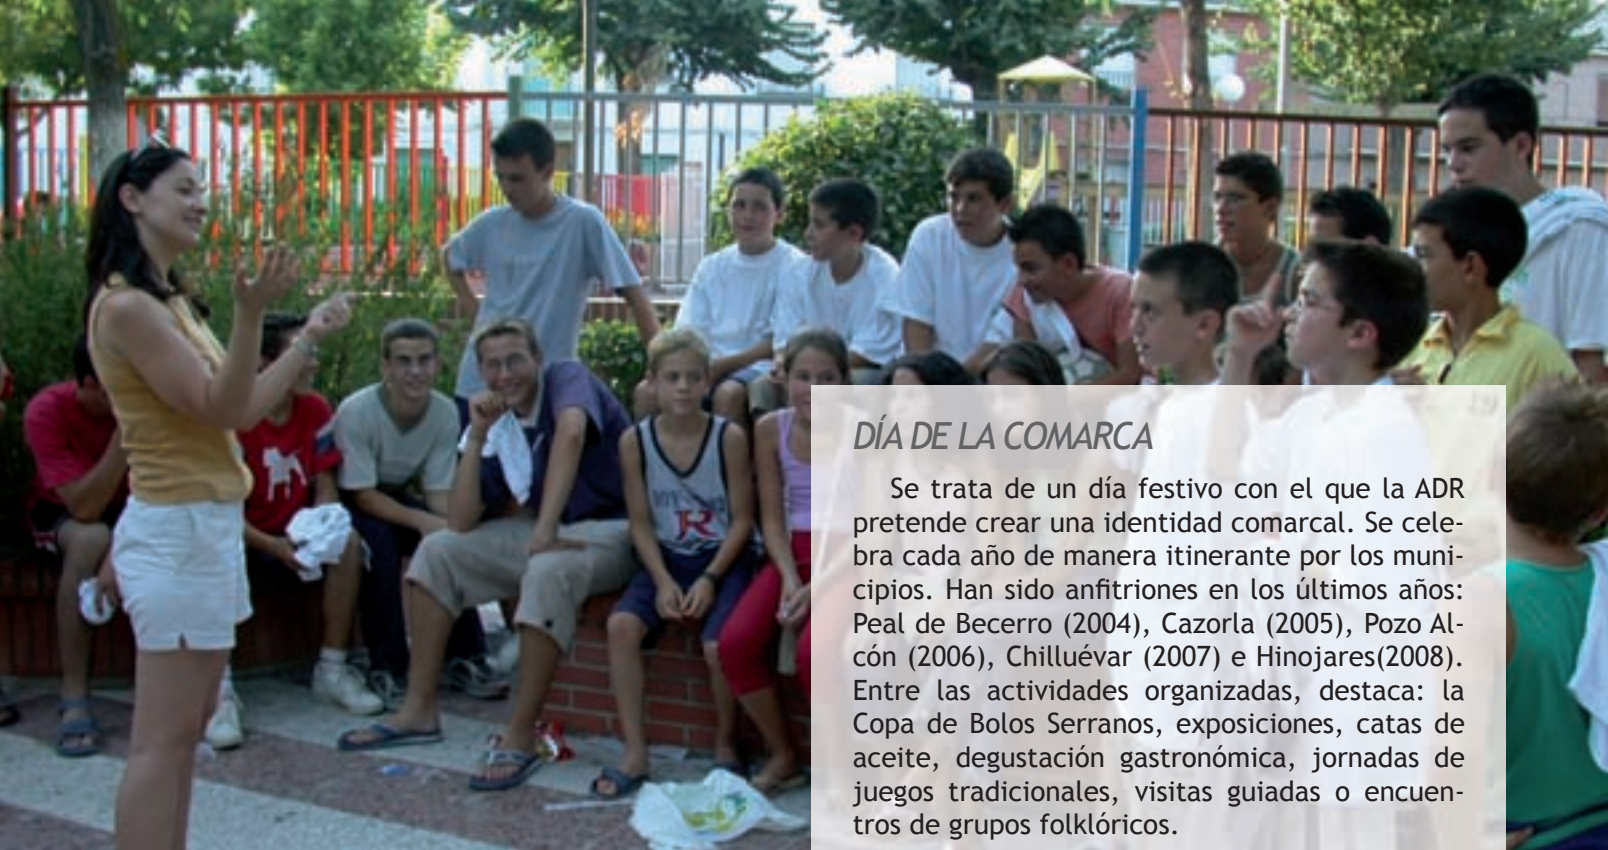 DÍA DE LA COMARCA
Se trata de un día festivo con el que la ADR
pretende crear una identidad comarcal. Se cele-
bra cada año de manera itinerante por los muni-
cipios. Han sido anfitriones en los últimos años:
Peal de Becerro (2004), Cazorla (2005), Pozo Al-
cón (2006), Chilluévar (2007) e Hinojares(2008).
Entre las actividades organizadas, destaca: la
Copa de Bolos Serranos, exposiciones, catas de
aceite, degustación gastronómica, jornadas de
juegos tradicionales, visitas guiadas o encuen-
tros de grupos folklóricos.
R